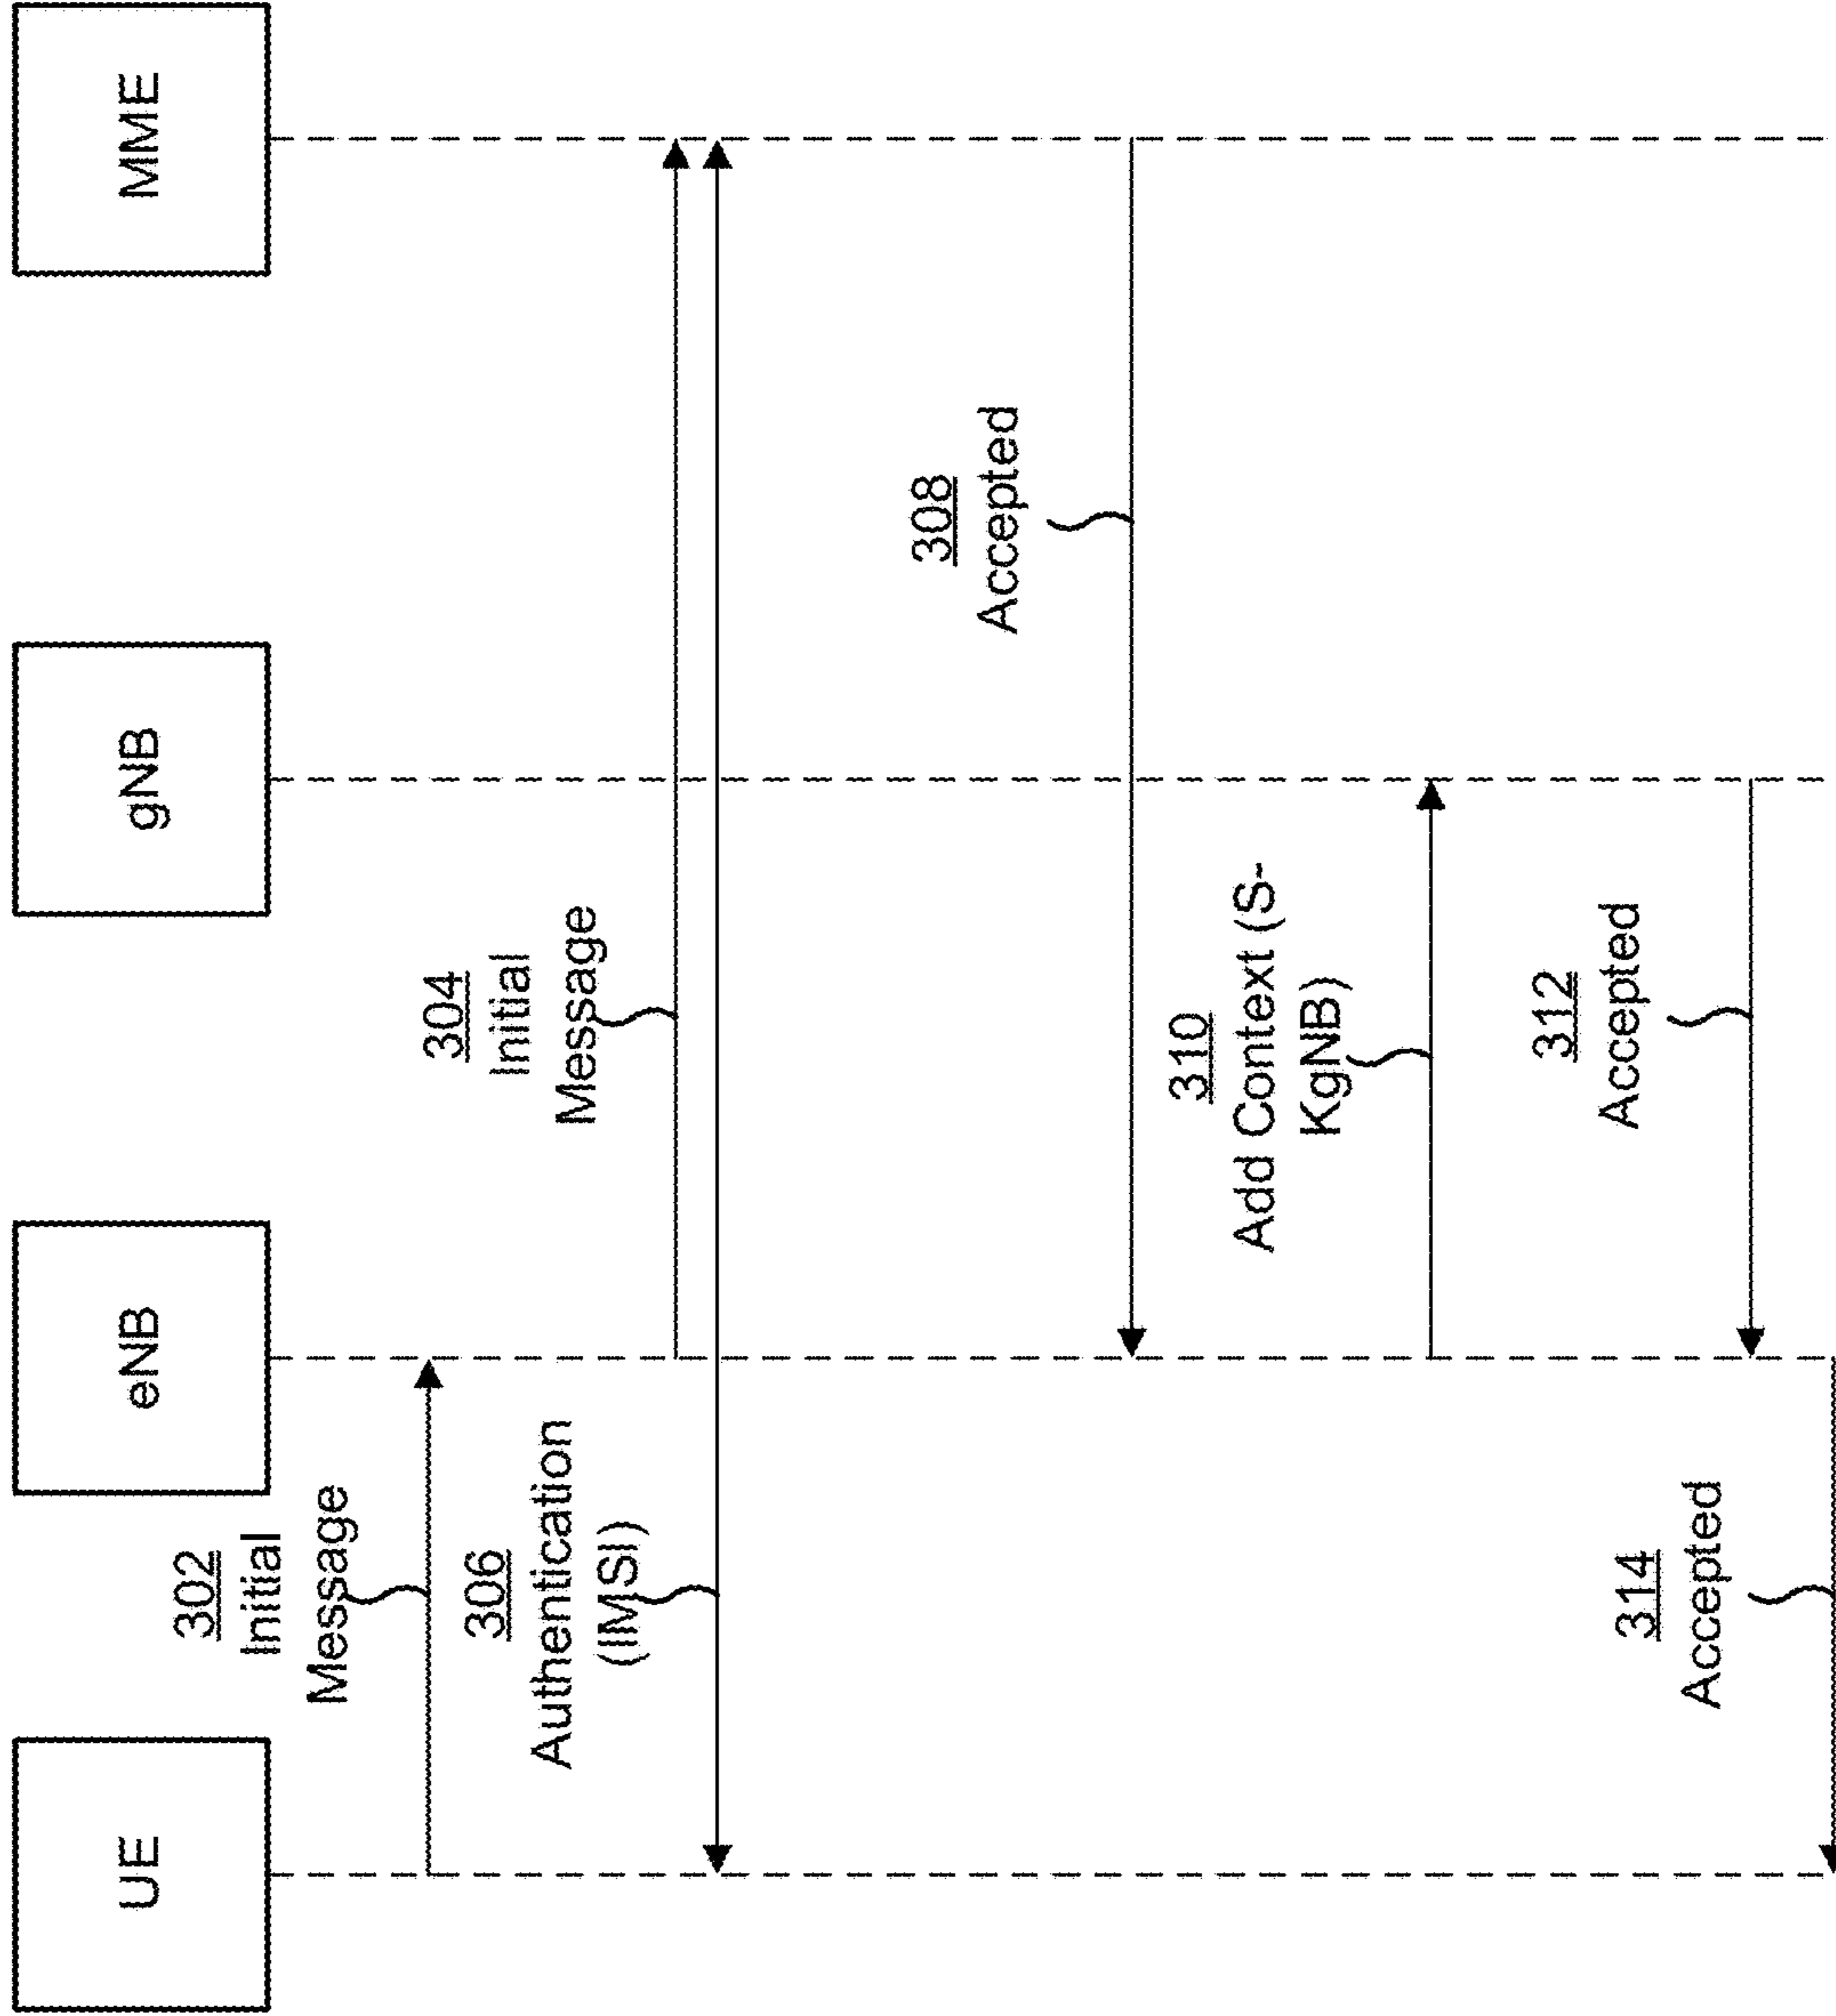 UE
eNB
gNB
MME
302
Initial
Message
304
Initial
Message
306
Authentication
(IMSI)
308
Accepted
310
Add Context (S-
KgNB)
312
Accepted
314
Accepted